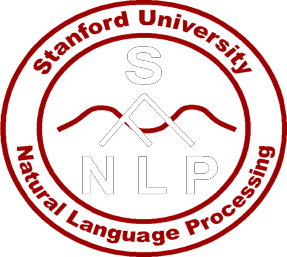 Stanford University
S
N L P
Natural Language Processing